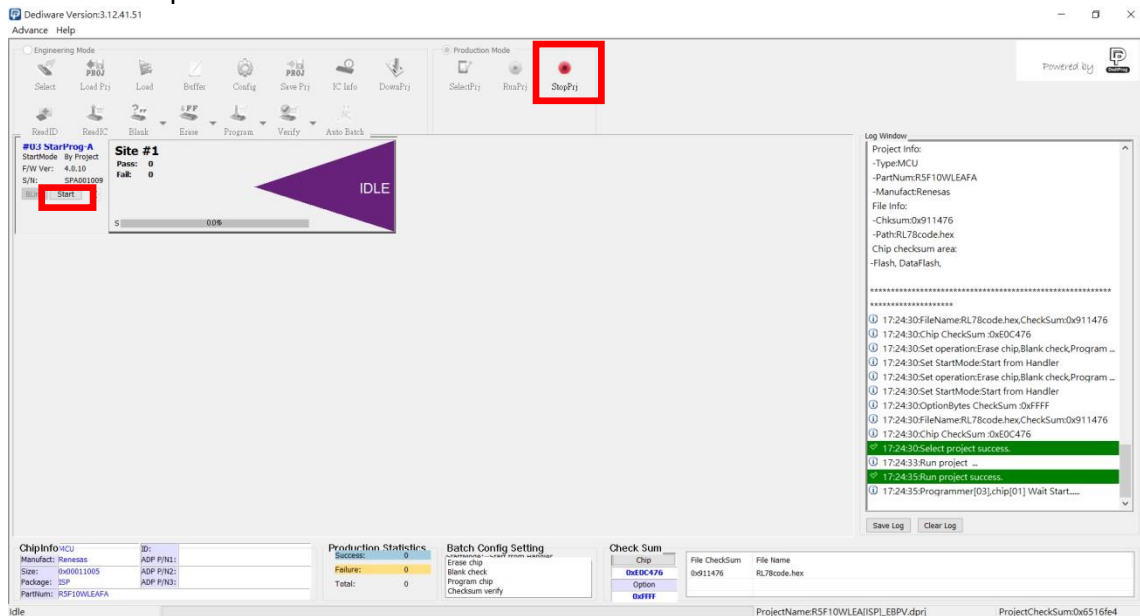 Dediware Version:3.12.41.51
Advance Help
Engineering Mode
Production Mode
Select Load Prj Load Buffer Config Save Prj IC Info DownPrj SelectPrj RunPrj StopPrj
ReadID ReadIC Blank Erase Program Verify Auto Batch
Powered by DediProg
#03 StarProg-A
StartMode By Project
F/W Ver: 4.0.10
S/N: SPA001009
Start
Site #1
Pass: 0
Fail: 0
IDLE
S 0.0%
Log Window
Project Info:
-Type:MCU
-PartNum:R5F10WLEAFA
-Manufact:Renesas
File Info:
-Chksum:0x911476
-Path:RL78code.hex
Chip checksum area:
-Flash, DataFlash,
************************************************************
********************
17:24:30:FileName:RL78code.hex,CheckSum:0x911476
17:24:30:Chip CheckSum :0xE0C476
17:24:30:Set operation:Erase chip,Blank check,Program ...
17:24:30:Set StartMode:Start from Handler
17:24:30:Set operation:Erase chip,Blank check,Program ...
17:24:30:Set StartMode:Start from Handler
17:24:30:OptionBytes CheckSum :0xFFFF
17:24:30:FileName:RL78code.hex,CheckSum:0x911476
17:24:30:Chip CheckSum :0xE0C476
17:24:30:Select project success.
17:24:33:Run project ...
17:24:35:Run project success.
17:24:35:Programmer[03],chip[01] Wait Start.....
Save Log Clear Log
ChipInfo MCU
Manufact: Renesas
Size: 0x00011005
Package: ISP
PartNum: R5F10WLEAFA
ID:
ADP P/N1:
ADP P/N2:
ADP P/N3:
Production Statistics
Success: 0
Failure: 0
Total: 0
Batch Config Setting
StartMode: Start from Handler
Erase chip
Blank check
Program chip
Checksum verify
Check Sum
Chip
0xE0C476
Option
0xFFFF
File CheckSum File Name
0x911476 RL78code.hex
Idle
ProjectName:R5F10WLEA[ISP]_EBPV.dprj
ProjectCheckSum:0x6516fe4